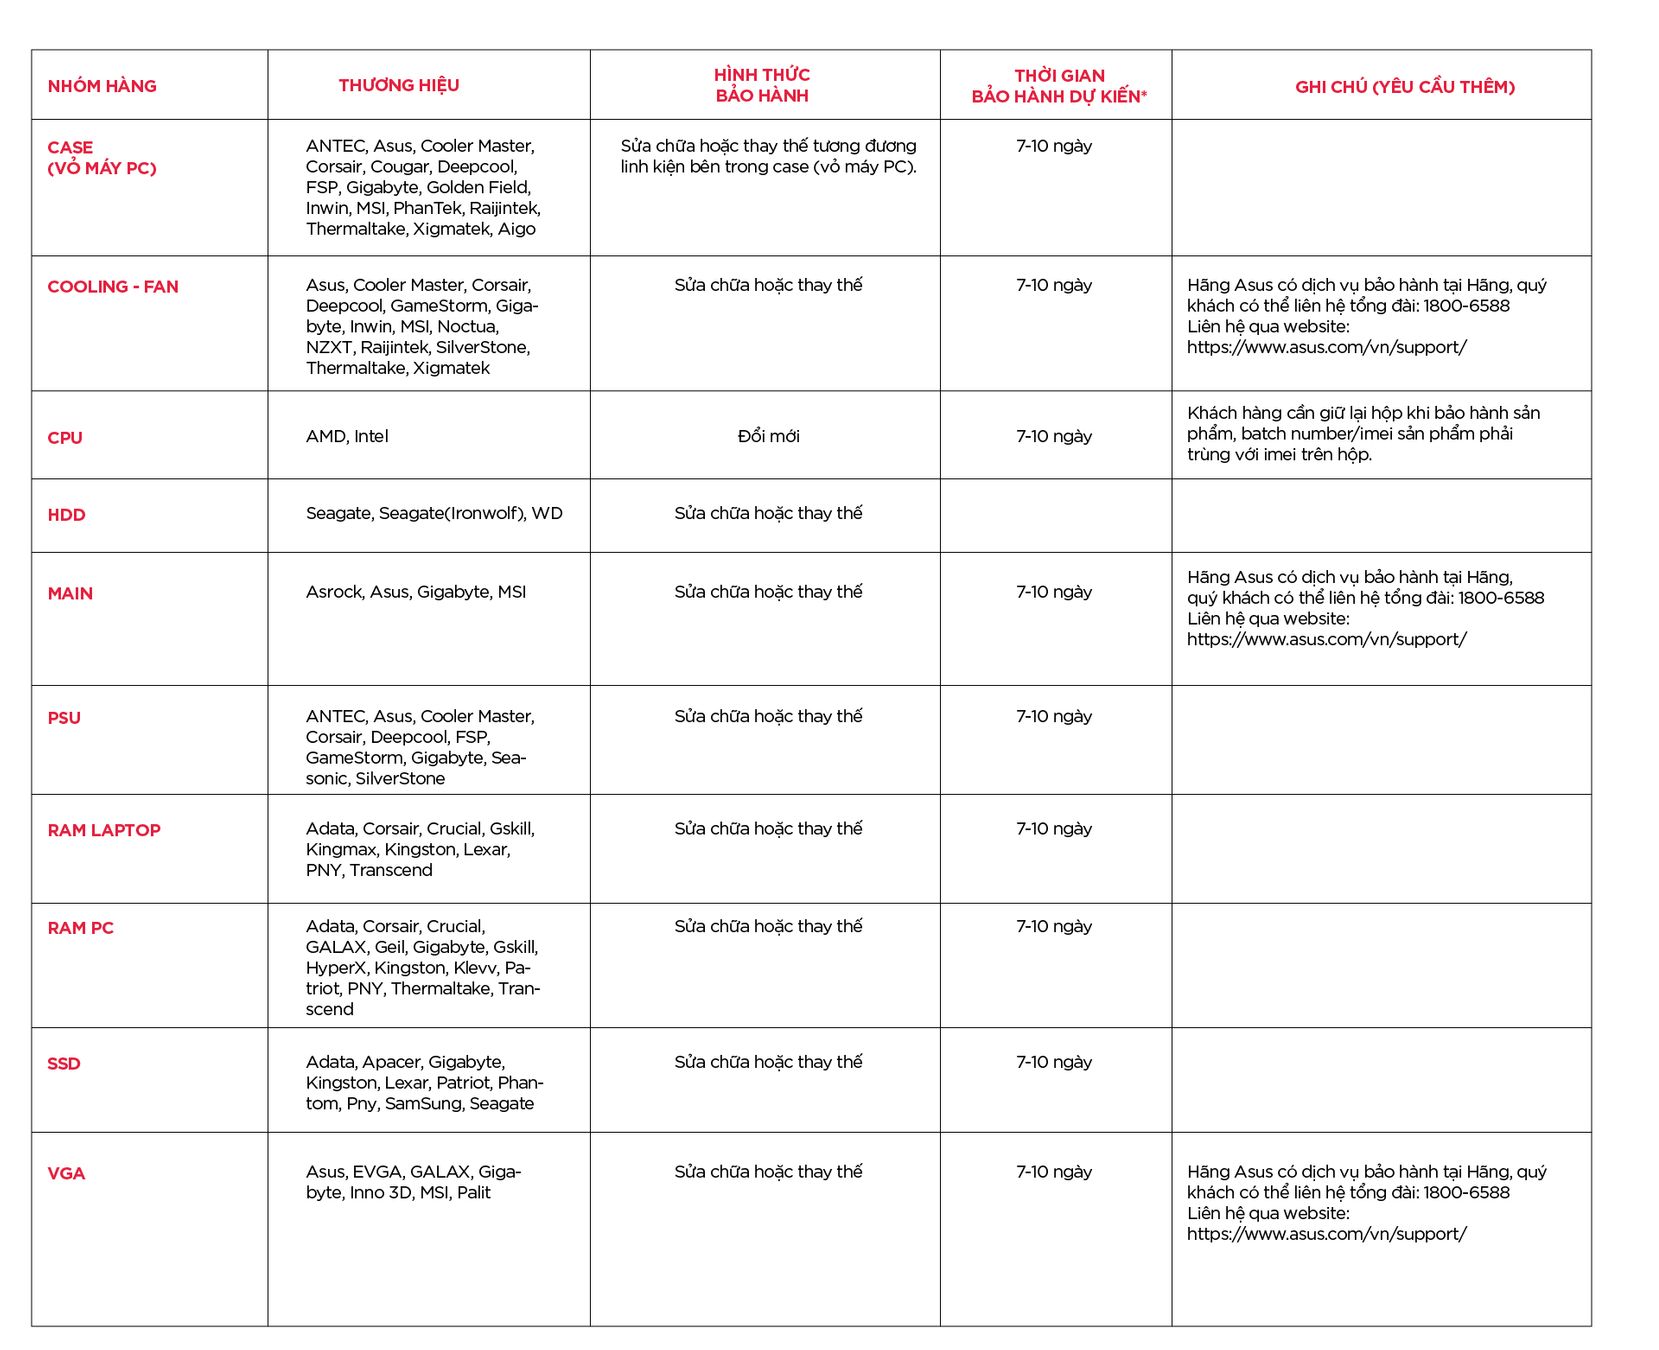 NHÓM HÀNG
THƯƠNG HIỆU
HÌNH THỨC
BẢO HÀNH
THỜI GIAN
BẢO HÀNH DỰ KIẾN*
GHI CHÚ (YÊU CẦU THÊM)
CASE
(VỎ MÁY PC)
ANTEC, Asus, Cooler Master,
Corsair, Cougar, Deepcool,
FSP, Gigabyte, Golden Field,
Inwin, MSI, PhanTek, Raijintek,
Thermaltake, Xigmatek, Aigo
Sửa chữa hoặc thay thế tương đương
linh kiện bên trong case (vỏ máy PC).
7-10 ngày
COOLING - FAN
Asus, Cooler Master, Corsair,
Deepcool, GameStorm, Giga-
byte, Inwin, MSI, Noctua,
NZXT, Raijintek, SilverStone,
Thermaltake, Xigmatek
Sửa chữa hoặc thay thế
7-10 ngày
Hãng Asus có dịch vụ bảo hành tại Hãng, quý
khách có thể liên hệ tổng đài: 1800-6588
Liên hệ qua website:
https://www.asus.com/vn/support/
CPU
AMD, Intel
Đổi mới
7-10 ngày
Khách hàng cần giữ lại hộp khi bảo hành sản
phẩm, batch number/imei sản phẩm phải
trùng với imei trên hộp.
HDD
Seagate, Seagate(Ironwolf), WD
Sửa chữa hoặc thay thế
MAIN
Asrock, Asus, Gigabyte, MSI
Sửa chữa hoặc thay thế
7-10 ngày
Hãng Asus có dịch vụ bảo hành tại Hãng,
quý khách có thể liên hệ tổng đài: 1800-6588
Liên hệ qua website:
https://www.asus.com/vn/support/
PSU
ANTEC, Asus, Cooler Master,
Corsair, Deepcool, FSP,
GameStorm, Gigabyte, Sea-
sonic, SilverStone
Sửa chữa hoặc thay thế
7-10 ngày
RAM LAPTOP
Adata, Corsair, Crucial, Gskill,
Kingmax, Kingston, Lexar,
PNY, Transcend
Sửa chữa hoặc thay thế
7-10 ngày
RAM PC
Adata, Corsair, Crucial,
GALAX, Geil, Gigabyte, Gskill,
HyperX, Kingston, Klevv, Pa-
triot, PNY, Thermaltake, Tran-
scend
Sửa chữa hoặc thay thế
7-10 ngày
SSD
Adata, Apacer, Gigabyte,
Kingston, Lexar, Patriot, Phan-
tom, Pny, SamSung, Seagate
Sửa chữa hoặc thay thế
7-10 ngày
VGA
Asus, EVGA, GALAX, Giga-
byte, Inno 3D, MSI, Palit
Sửa chữa hoặc thay thế
7-10 ngày
Hãng Asus có dịch vụ bảo hành tại Hãng, quý
khách có thể liên hệ tổng đài: 1800-6588
Liên hệ qua website:
https://www.asus.com/vn/support/